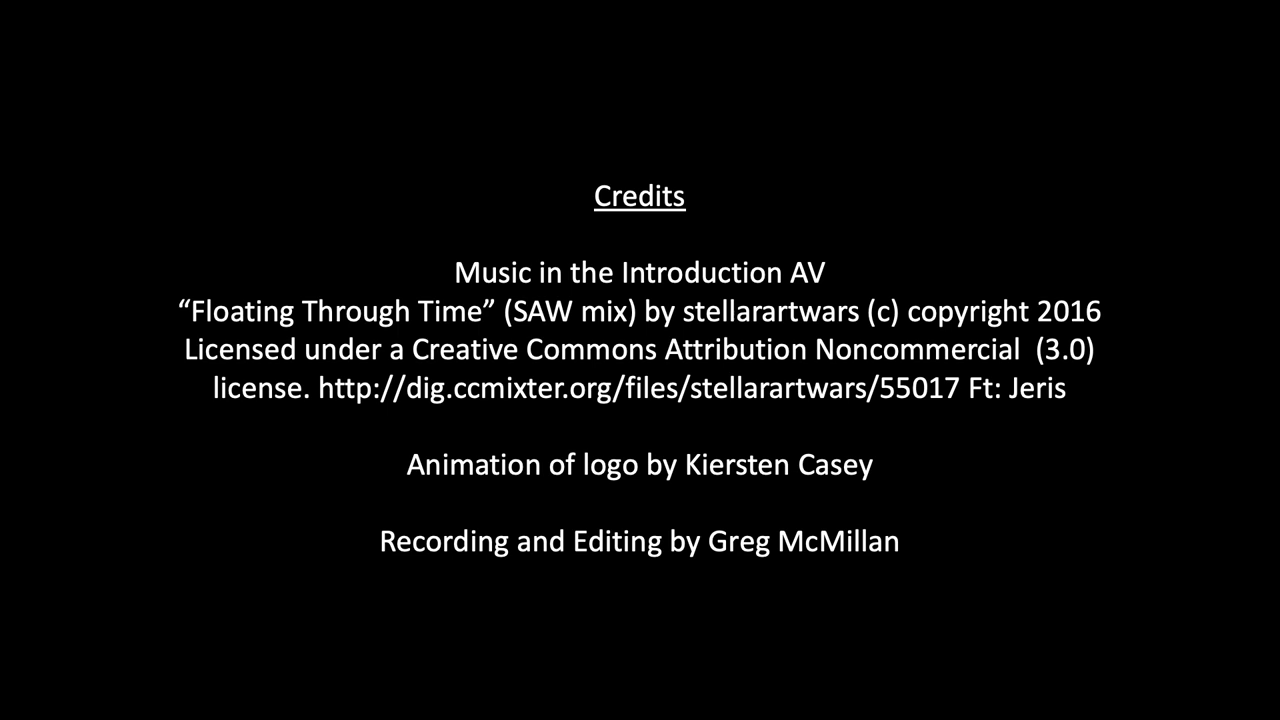 Credits
Music in the Introduction AV
“Floating Through Time” (SAW mix) by stellarartwars (c) copyright 2016
Licensed under a Creative Commons Attribution Noncommercial  (3.0)
license. http://dig.ccmixter.org/files/stellarartwars/55017 Ft: Jeris
Animation of logo by Kiersten Casey
Recording and Editing by Greg McMillan